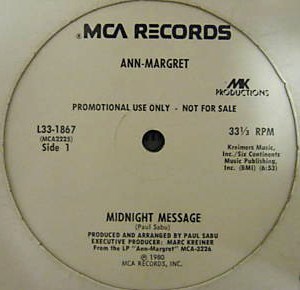 MCA RECORDS
ANN-MARGRET
MK
PRODUCTIONS
PROMOTIONAL USE ONLY - NOT FOR SALE
L33-1867
(MCA2225)
Side 1
33⅓ RPM
Kreimers Music,
Inc./Six Continents
Music Publishing,
Inc. (BMI) (6:53)
MIDNIGHT MESSAGE
(Paul Sabu)
PRODUCED AND ARRANGED BY PAUL SABU
EXECUTIVE PRODUCER: MARC KREINER
From the LP "Ann-Margret" MCA-3226
℗ 1980
MCA RECORDS, INC.